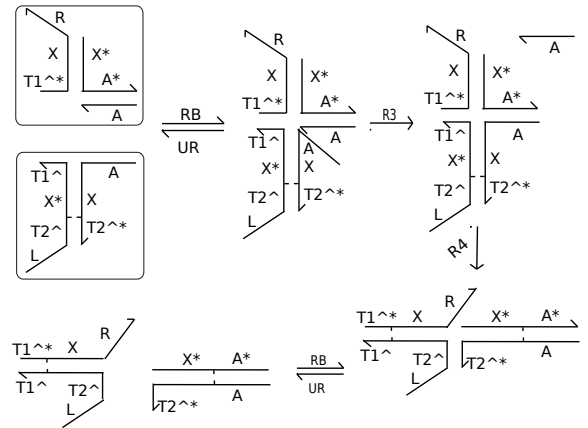 R
X X*
T1^* A*
A
T1^ A
X* X
T2^ T2^*
L
RB
UR
R
X X*
T1^* A*
T1^ A A
X* X
T2^ T2^*
L
R3
R
X X*
A
T1^* A*
T1^ A
X* X
T2^ T2^*
L
R4
R
T1^* X X* A*
T1^ T2^ A
L T2^*
RB
UR
R
T1^* X
T1^ T2^
L
X* A*
T2^* A